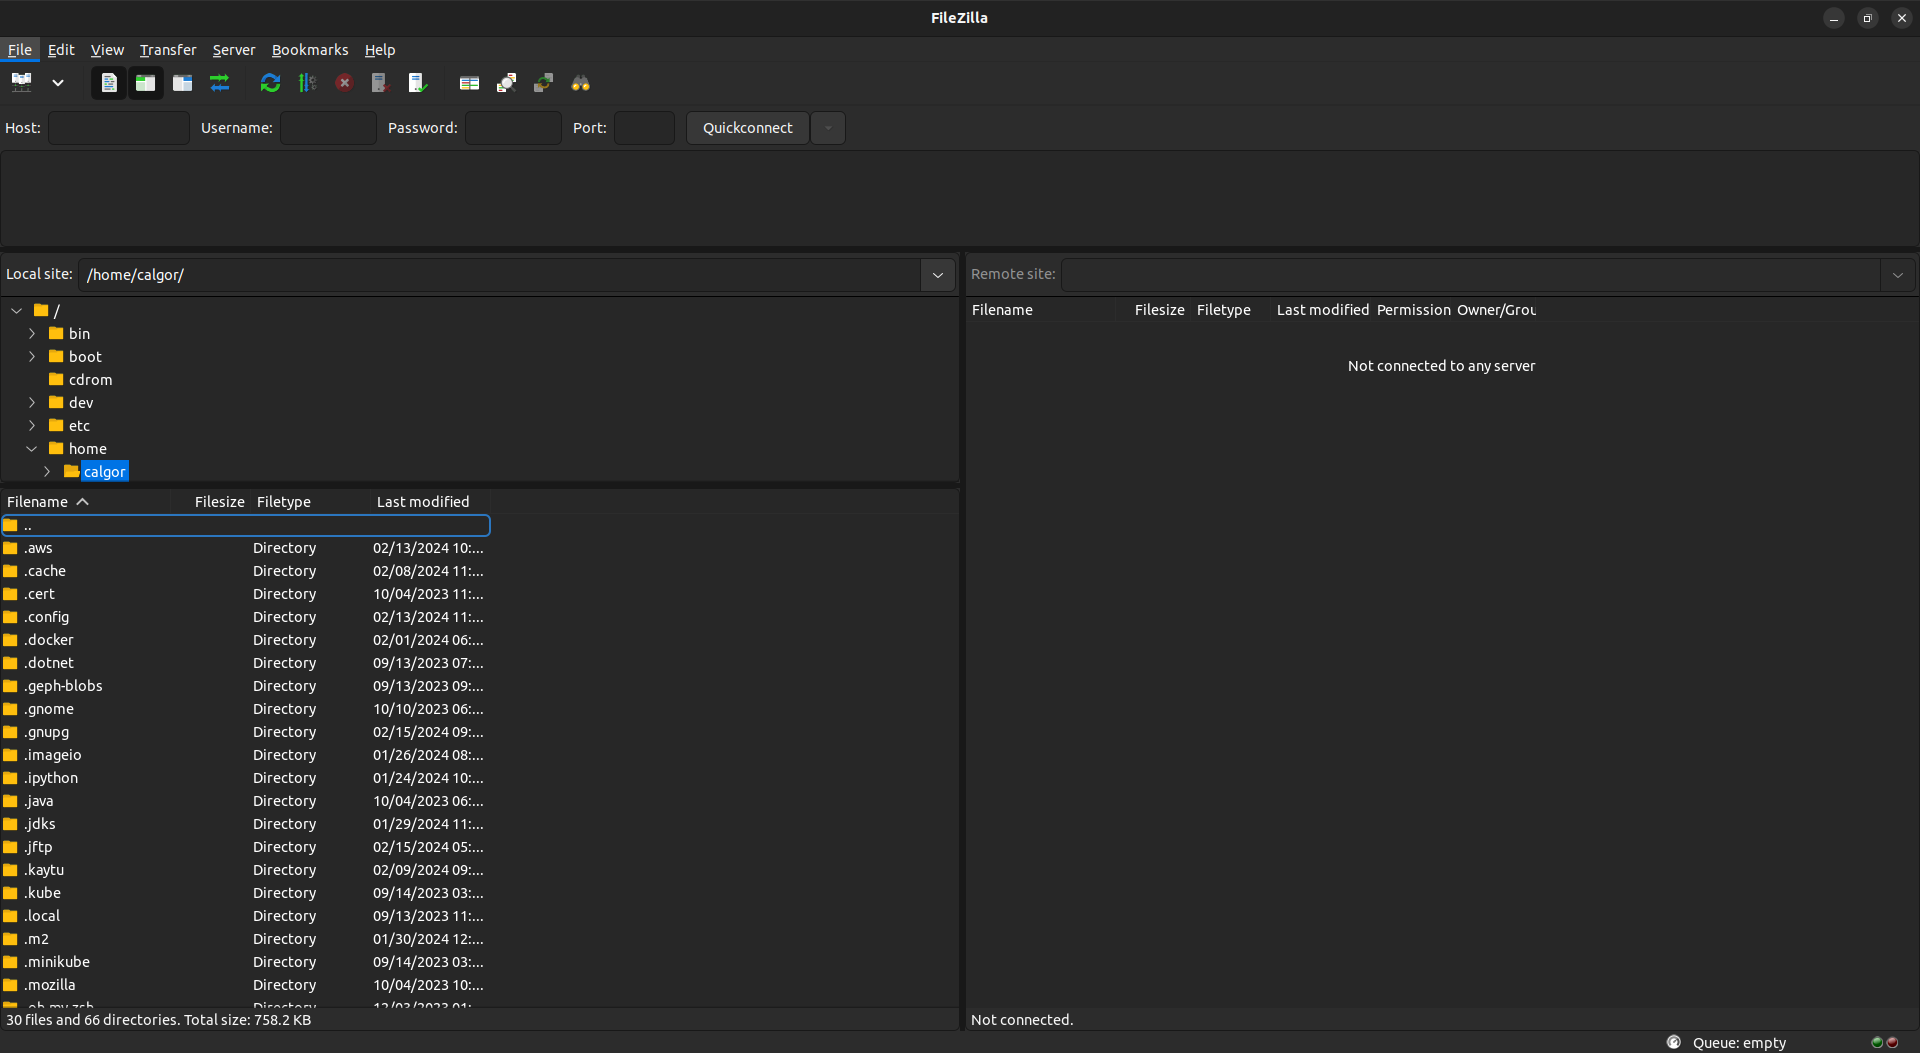 FileZilla
File Edit View Transfer Server Bookmarks Help
Host: Username: Password: Port: Quickconnect
Local site: /home/calgor/
/
bin
boot
cdrom
dev
etc
home
calgor
Filename Filesize Filetype Last modified
..
.aws Directory 02/13/2024 10:...
.cache Directory 02/08/2024 11:...
.cert Directory 10/04/2023 11:...
.config Directory 02/13/2024 11:...
.docker Directory 02/01/2024 06:...
.dotnet Directory 09/13/2023 07:...
.geph-blobs Directory 09/13/2023 09:...
.gnome Directory 10/10/2023 06:...
.gnupg Directory 02/15/2024 09:...
.imageio Directory 01/26/2024 08:...
.ipython Directory 01/24/2024 10:...
.java Directory 10/04/2023 06:...
.jdks Directory 01/29/2024 11:...
.jftp Directory 02/15/2024 05:...
.kaytu Directory 02/09/2024 09:...
.kube Directory 09/14/2023 03:...
.local Directory 09/13/2023 11:...
.m2 Directory 01/30/2024 12:...
.minikube Directory 09/14/2023 03:...
.mozilla Directory 10/04/2023 10:...
30 files and 66 directories. Total size: 758.2 KB
Remote site:
Filename Filesize Filetype Last modified Permission Owner/Grou
Not connected to any server
Not connected.
Queue: empty